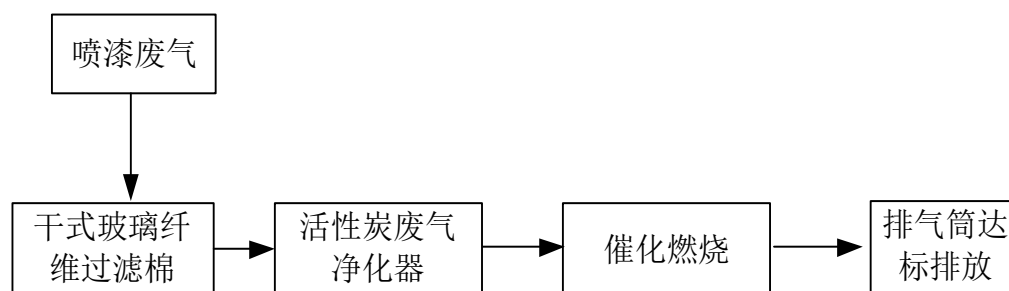 喷漆废气
干式玻璃纤
维过滤棉
活性炭废气
净化器
催化燃烧
排气筒达
标排放